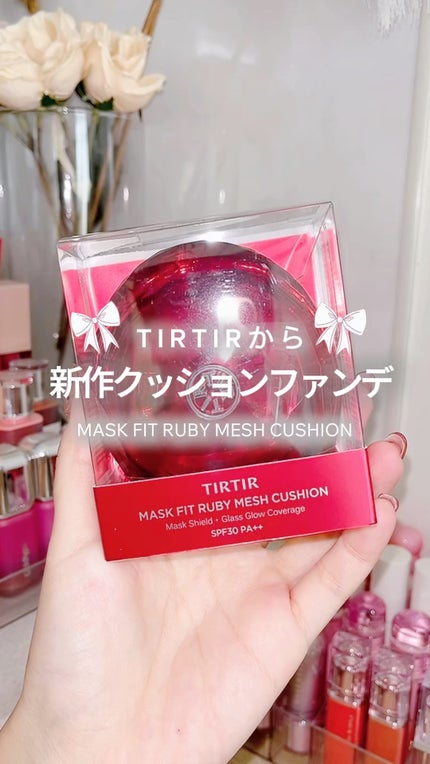 TIRTIRから
新作クッションファンデ
MASK FIT RUBY MESH CUSHION
TIRTIR
MASK FIT RUBY MESH CUSHION
Mask Shield • Glass Glow Coverage
SPF30 PA++